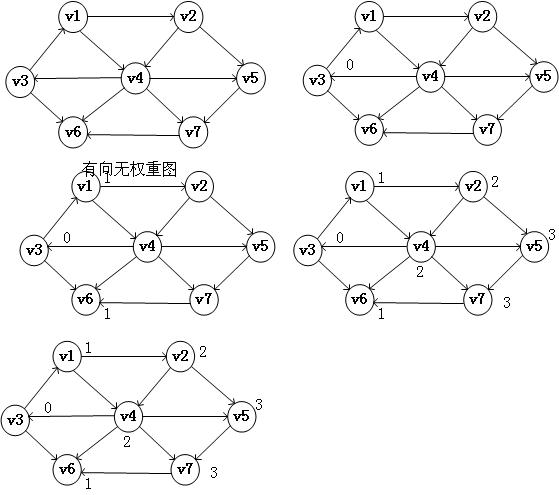 v1 v2 v1 v2
v3 v4 v5 v3 0 v4 v5
v6 v7 v6 v7
有向无权重图
v1 1 v2 v1 1 v2 2
v3 0 v4 v5 v3 0 v4 v5 3
2
v6 1 v7 v6 1 v7 3
v1 1 v2 2
v3 0 v4 v5 3
2
v6 1 v7 3